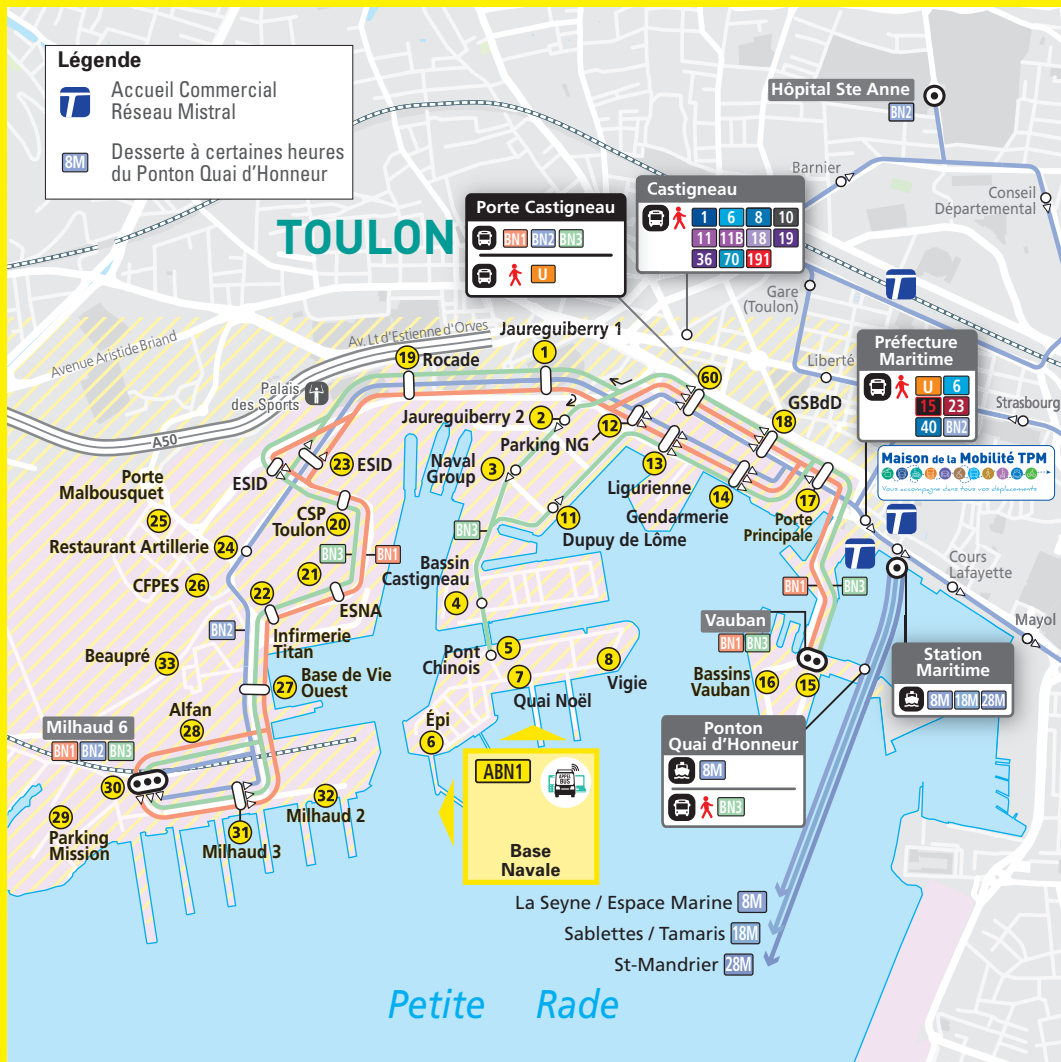 Légende
Accueil Commercial
Réseau Mistral
8M
Desserte à certaines heures
du Ponton Quai d'Honneur
TOULON
Hôpital Ste Anne
BN2
Barnier
Conseil
Départemental
Porte Castigneau
BN1 BN2 BN3
U
Castigneau
1 6 8 10
11 11B 18 19
36 70 191
Gare
(Toulon)
Liberté
Préfecture
Maritime
U 6
15 23
40 BN2
Strasbourg
Maison de la Mobilité TPM
Vous accompagne dans tous vos déplacements
Avenue Aristide Briand
Av. Lt d'Estienne d'Orves
Palais
des Sports
A50
19 Rocade
Jaureguiberry 1
1
60
Jaureguiberry 2 2
Parking NG 12
18
GSBdD
Naval
Group
3
13
Ligurienne
14
Gendarmerie
17
Porte
Principale
11
Dupuy de Lôme
23 ESID
ESID
Porte
Malbousquet
25
Restaurant Artillerie 24
CFPES 26
CSP
Toulon 20
BN3
BN1
21
ESNA
22
Infirmerie
Titan
BN2
BN3
Bassin
Castigneau
4
Pont
Chinois
5
7
Quai Noël
8
Vigie
Épi
6
Beaupré 33
27 Base de Vie
Ouest
Alfan
28
Milhaud 6
BN1 BN2 BN3
30
29
Parking
Mission
31
Milhaud 3
32
Milhaud 2
BN1
BN3
Vauban
BN1 BN3
Bassins
Vauban
16
15
Cours
Lafayette
Mayol
Station
Maritime
8M 18M 28M
Ponton
Quai d'Honneur
8M
BN3
ABN1
APPEL
BUS
Base
Navale
La Seyne / Espace Marine 8M
Sablettes / Tamaris 18M
St-Mandrier 28M
Petite Rade